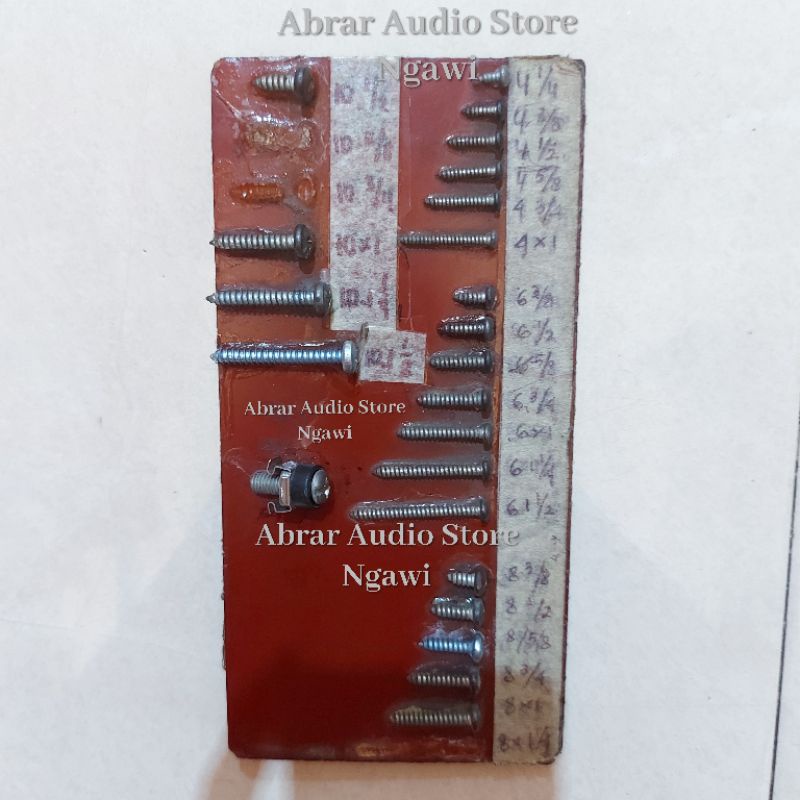 Abrar Audio Store
Ngawi
10 1/2
10 5/8
10 3/4
10x1
10 1 1/4
10 1 1/2
4 1/4
4 3/8
4 1/2
4 5/8
4 3/4
4x1
6 3/8
6 1/2
6 5/8
6 3/4
6x1
6 1 1/4
6 1 1/2
8 3/8
8 1/2
8/5/8
8 3/4
8x1
8x1 1/4
Abrar Audio Store
Ngawi
Abrar Audio Store
Ngawi